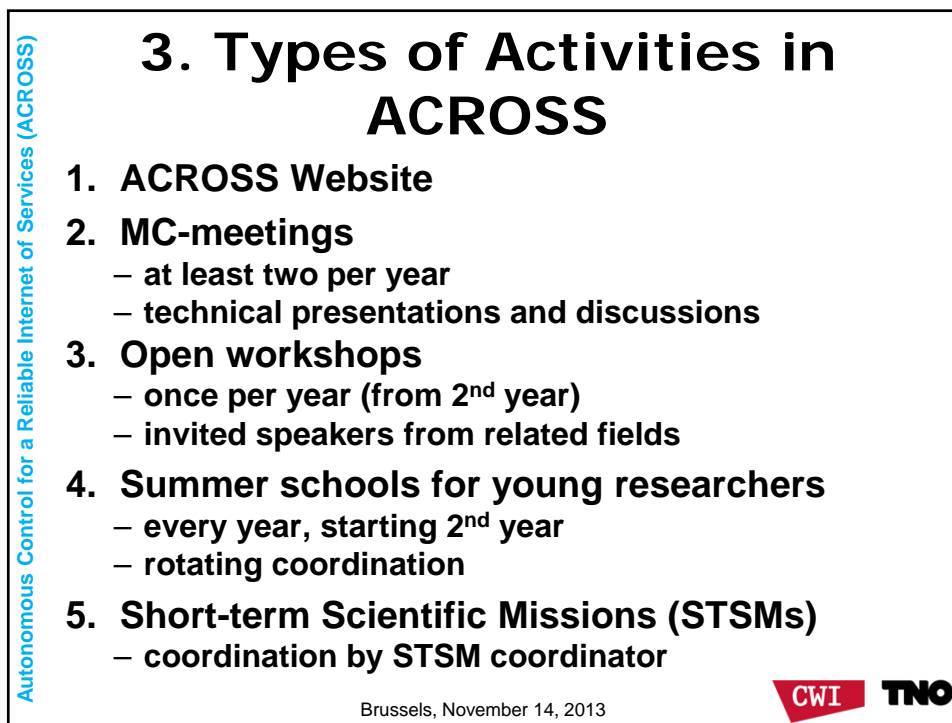 Autonomous Control for a Reliable Internet of Services (ACROSS)
3. Types of Activities in
ACROSS
1. ACROSS Website
2. MC-meetings
– at least two per year
– technical presentations and discussions
3. Open workshops
– once per year (from 2nd year)
– invited speakers from related fields
4. Summer schools for young researchers
– every year, starting 2nd year
– rotating coordination
5. Short-term Scientific Missions (STSMs)
– coordination by STSM coordinator
Brussels, November 14, 2013
CWI TNO